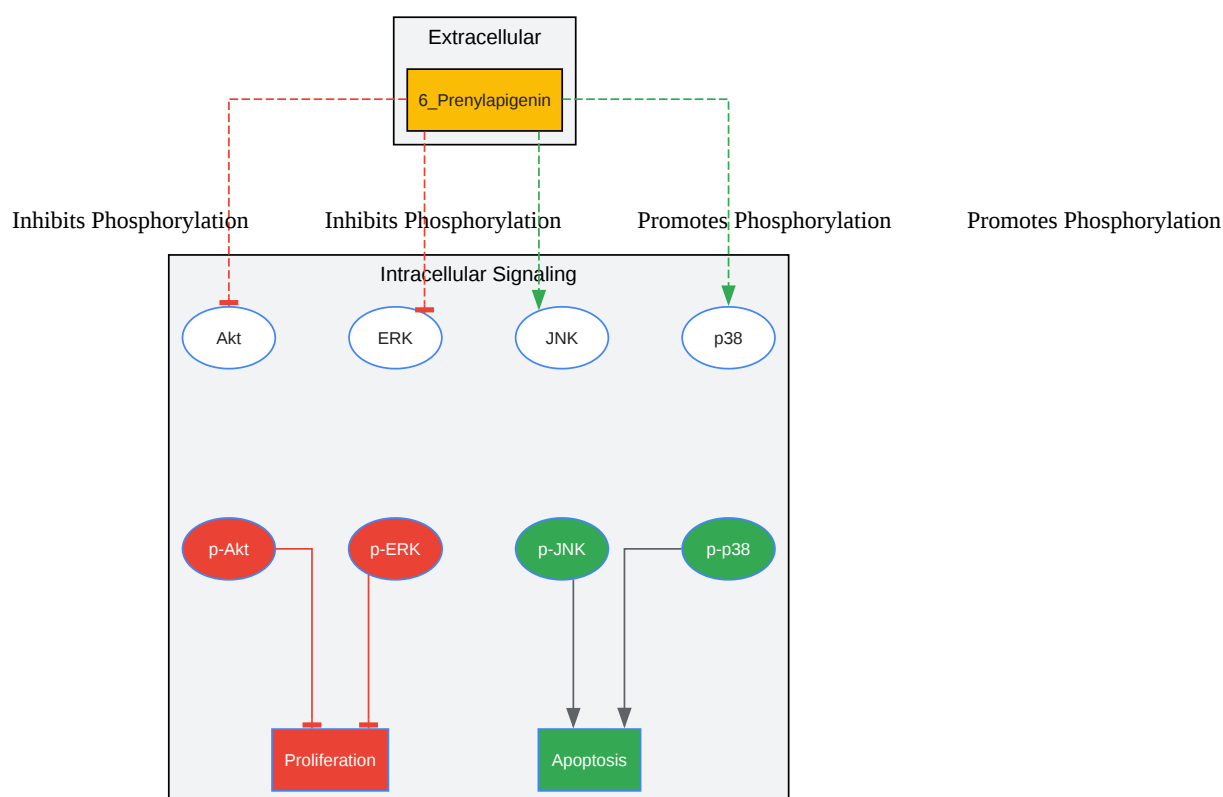 Extracellular
6_Prenylapigenin
Inhibits Phosphorylation
Inhibits Phosphorylation
Promotes Phosphorylation
Promotes Phosphorylation
Intracellular Signaling
Akt
ERK
JNK
p38
p-Akt
p-ERK
p-JNK
p-p38
Proliferation
Apoptosis